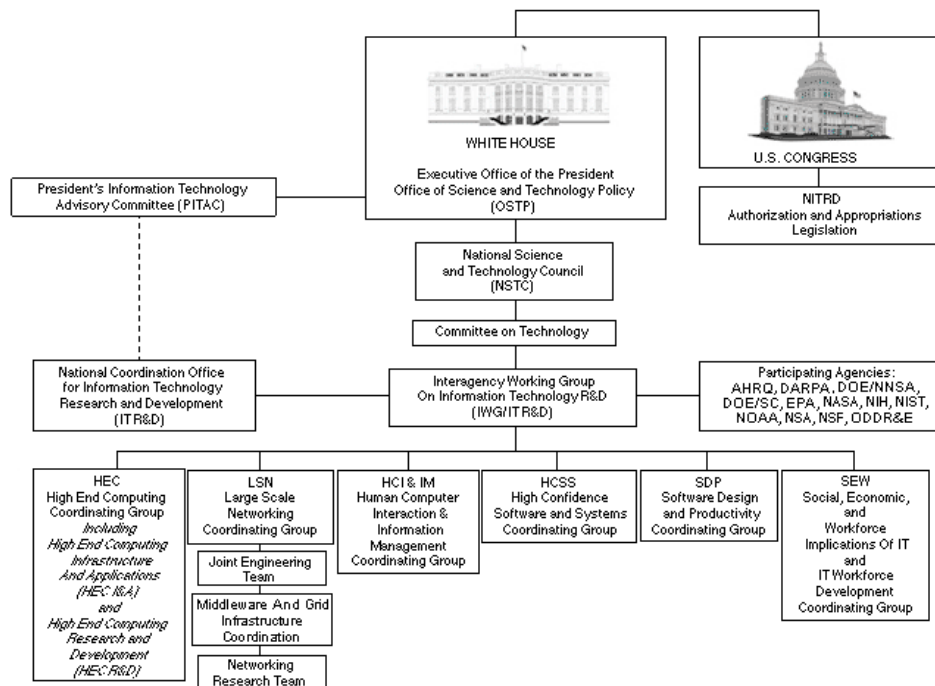 WHITE HOUSE
Executive Office of the President
Office of Science and Technology Policy
(OSTP)
U.S. CONGRESS
NITRD
Authorization and Appropriations
Legislation
President's Information Technology
Advisory Committee (PITAC)
National Science
and Technology Council
(NSTC)
Committee on Technology
National Coordination Office
for Information Technology
Research and Development
(ITR&D)
Interagency Working Group
On Information Technology R&D
(IWG/ITR&D)
Participating Agencies:
AHRQ, DARPA, DOE/NNSA,
DOE/SC, EPA, NASA, NIH, NIST,
NOAA, NSA, NSF, ODDR&E
HEC
High End Computing
Coordinating Group
Including
High End Computing
Infrastructure
And Applications
(HEC I&A)
and
High End Computing
Research and
Development
(HEC R&D)
LSN
Large Scale
Networking
Coordinating Group
Joint Engineering
Team
Middleware And Grid
Infrastructure
Coordination
Networking
Research Team
HCI & IM
Human Computer
Interaction &
Information
Management
Coordinating Group
HCSS
High Confidence
Software and Systems
Coordinating Group
SDP
Software Design
and Productivity
Coordinating Group
SEW
Social, Economic,
and
Workforce
Implications Of IT
and
IT Workforce
Development
Coordinating Group